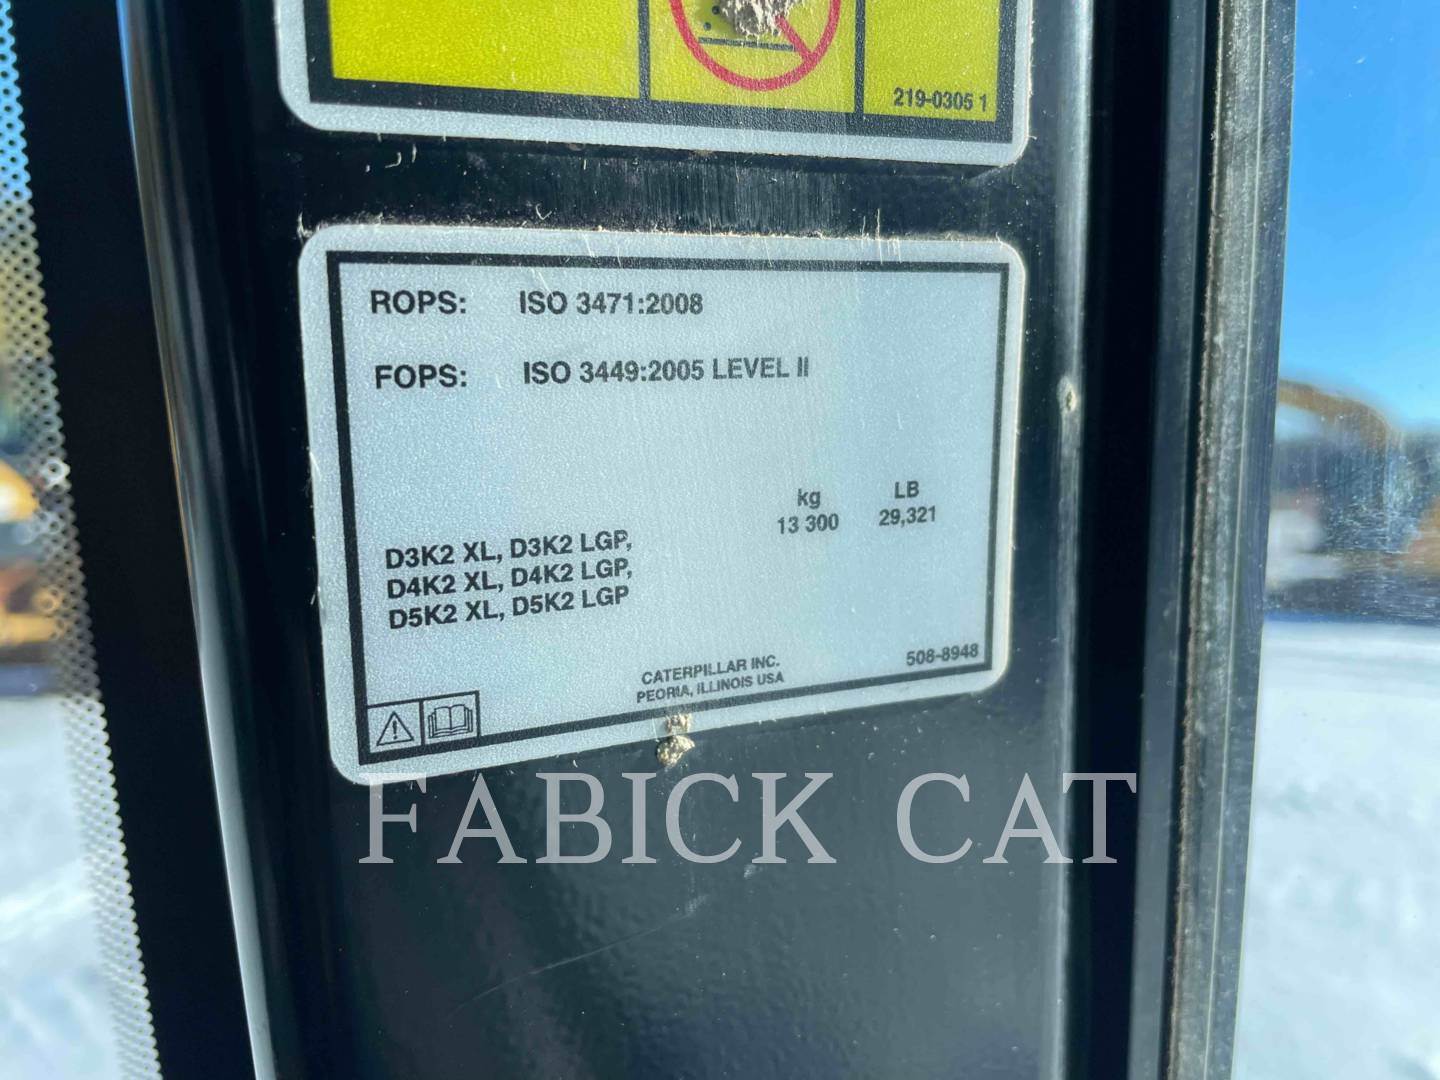 219-0305 1
ROPS: ISO 3471:2008
FOPS: ISO 3449:2005 LEVEL II
kg LB
13 300 29,321
D3K2 XL, D3K2 LGP,
D4K2 XL, D4K2 LGP,
D5K2 XL, D5K2 LGP
CATERPILLAR INC. 508-8948
PEORIA, ILLINOIS USA
FABICK CAT